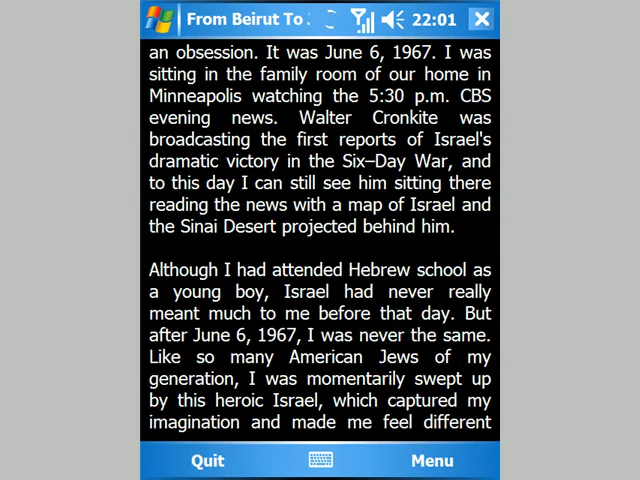 From Beirut To
22:01
an obsession. It was June 6, 1967. I was
sitting in the family room of our home in
Minneapolis watching the 5:30 p.m. CBS
evening news. Walter Cronkite was
broadcasting the first reports of Israel's
dramatic victory in the Six–Day War, and
to this day I can still see him sitting there
reading the news with a map of Israel and
the Sinai Desert projected behind him.
Although I had attended Hebrew school as
a young boy, Israel had never really
meant much to me before that day. But
after June 6, 1967, I was never the same.
Like so many American Jews of my
generation, I was momentarily swept up
by this heroic Israel, which captured my
imagination and made me feel different
Quit
Menu